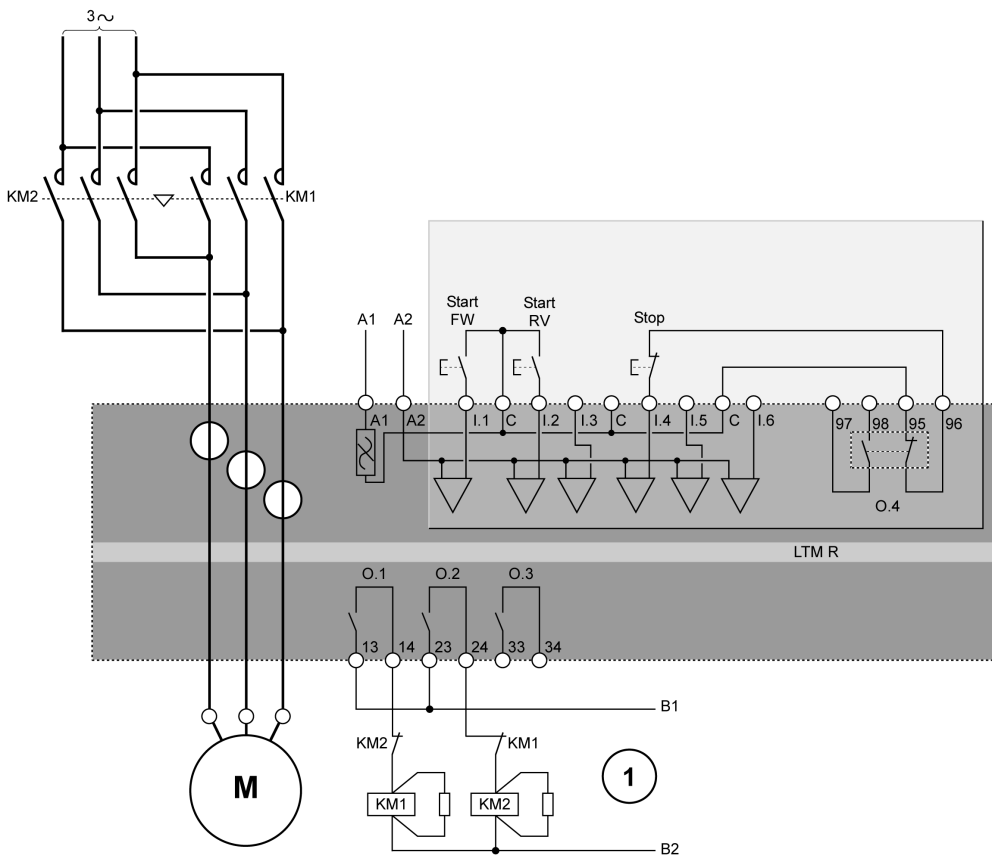 3~
KM2
KM1
A1
A2
Start
FW
Start
RV
Stop
A1
A2
I.1
C
I.2
I.3
C
I.4
I.5
C
I.6
97
98
95
96
O.4
LTM R
O.1
O.2
O.3
13
14
23
24
33
34
B1
KM2
KM1
1
M
KM1
KM2
B2